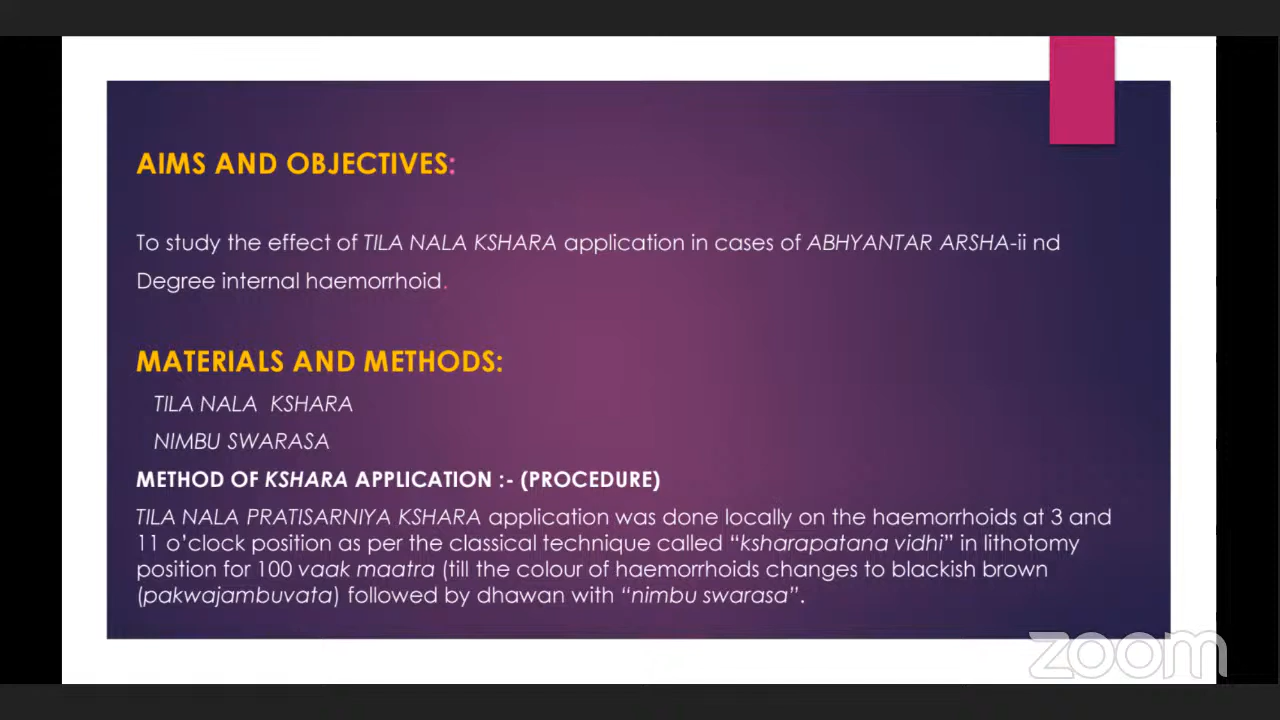 AIMS AND OBJECTIVES:
To study the effect of TILA NALA KSHARA application in cases of ABHYANTAR ARSHA-ii nd
Degree internal haemorrhoid.
MATERIALS AND METHODS:
TILA NALA KSHARA
NIMBU SWARASA
METHOD OF KSHARA APPLICATION :- (PROCEDURE)
TILA NALA PRATISARNIYA KSHARA application was done locally on the haemorrhoids at 3 and
11 o’clock position as per the classical technique called “ksharapatana vidhi” in lithotomy
position for 100 vaak maatra (till the colour of haemorrhoids changes to blackish brown
(pakwajambuvata) followed by dhawan with “nimbu swarasa”.
zoom